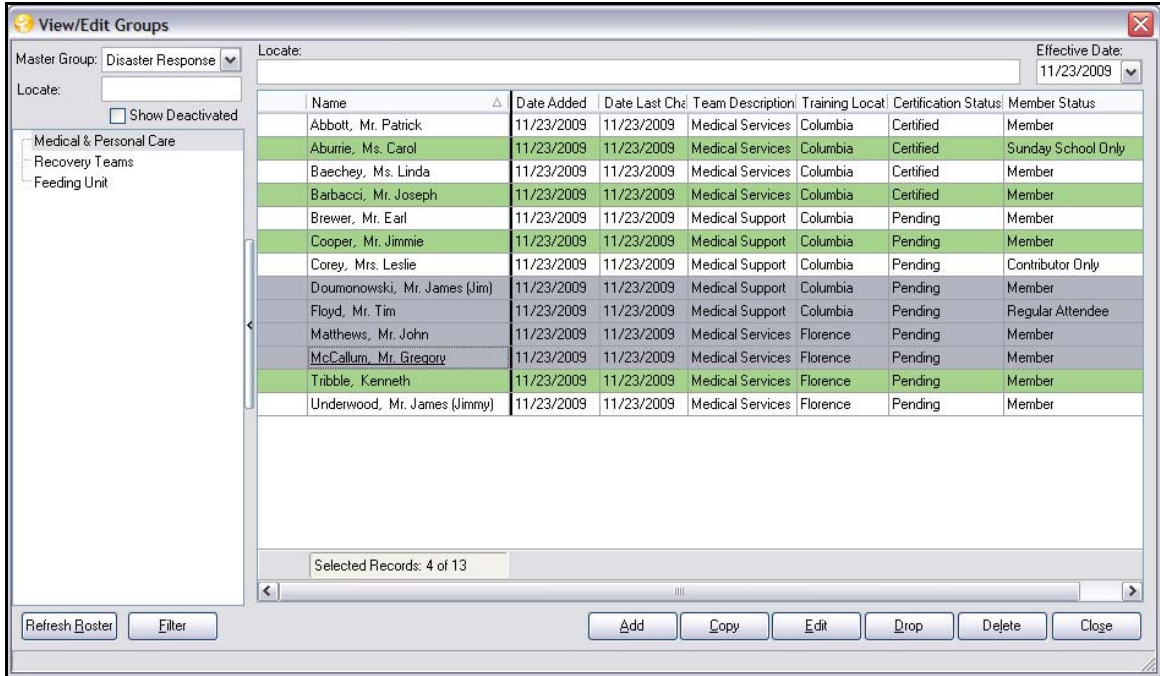 View/Edit Groups
Master Group: Disaster Response
Locate:
Show Deactivated
Medical & Personal Care
Recovery Teams
Feeding Unit
Locate:
Effective Date:
11/23/2009
Name Date Added Date Last Cha Team Description Training Locat Certification Status Member Status
Abbott, Mr. Patrick 11/23/2009 11/23/2009 Medical Services Columbia Certified Member
Aburrie, Ms. Carol 11/23/2009 11/23/2009 Medical Services Columbia Certified Sunday School Only
Baechey, Ms. Linda 11/23/2009 11/23/2009 Medical Services Columbia Certified Member
Barbacci, Mr. Joseph 11/23/2009 11/23/2009 Medical Services Columbia Certified Member
Brewer, Mr. Earl 11/23/2009 11/23/2009 Medical Support Columbia Pending Member
Cooper, Mr. Jimmie 11/23/2009 11/23/2009 Medical Support Columbia Pending Member
Corey, Mrs. Leslie 11/23/2009 11/23/2009 Medical Support Columbia Pending Contributor Only
Doumonowski, Mr. James (Jim) 11/23/2009 11/23/2009 Medical Support Columbia Pending Member
Floyd, Mr. Tim 11/23/2009 11/23/2009 Medical Support Columbia Pending Regular Attendee
Matthews, Mr. John 11/23/2009 11/23/2009 Medical Services Florence Pending Member
McCallum, Mr. Gregory 11/23/2009 11/23/2009 Medical Services Florence Pending Member
Tribble, Kenneth 11/23/2009 11/23/2009 Medical Services Florence Pending Member
Underwood, Mr. James (Jimmy) 11/23/2009 11/23/2009 Medical Services Florence Pending Member
Selected Records: 4 of 13
Refresh Roster Filter Add Copy Edit Drop Delete Close